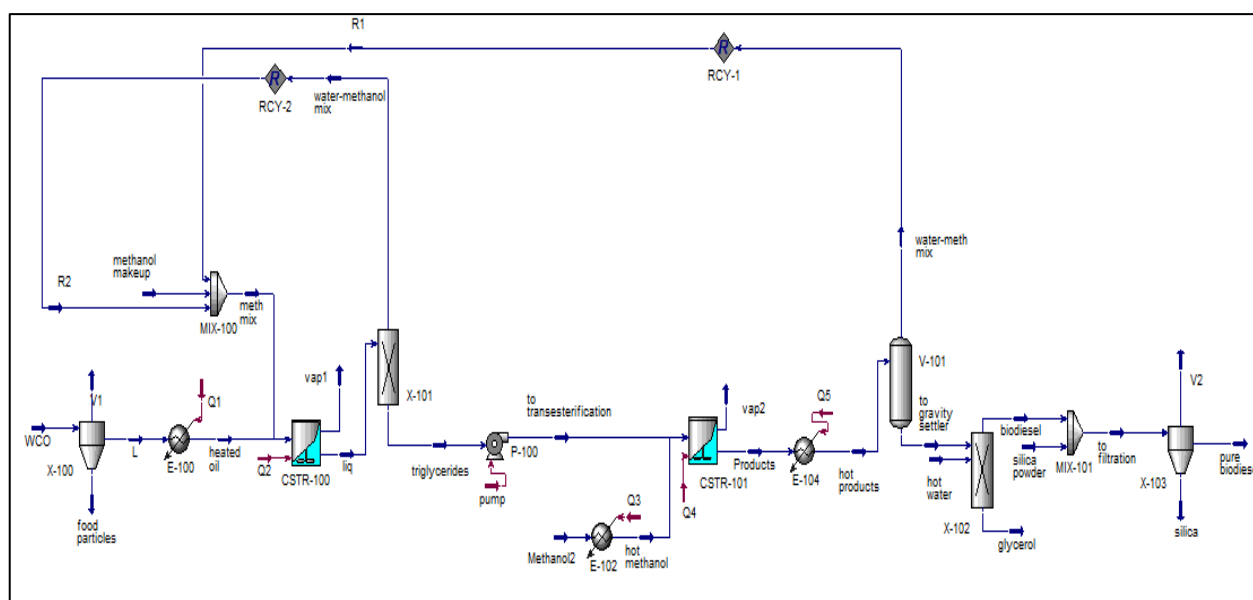 R1
R
RCY-1
R
RCY-2
water-methanol
mix
water-meth
mix
methanol
makeup
R2
meth
mix
MIX-100
V1
Q1
WCO
X-100
L
E-100
heated
oil
Q2
vap1
CSTR-100
liq
X-101
food
particles
triglycerides
to
transesterification
P-100
pump
Methanol2
E-102
Q3
hot
methanol
vap2
Q4
CSTR-101
Products
Q5
E-104
hot
products
V-101
to
gravity
settler
hot
water
X-102
biodiesel
silica
powder
MIX-101
glycerol
to
filtration
V2
X-103
pure
biodiese
silica